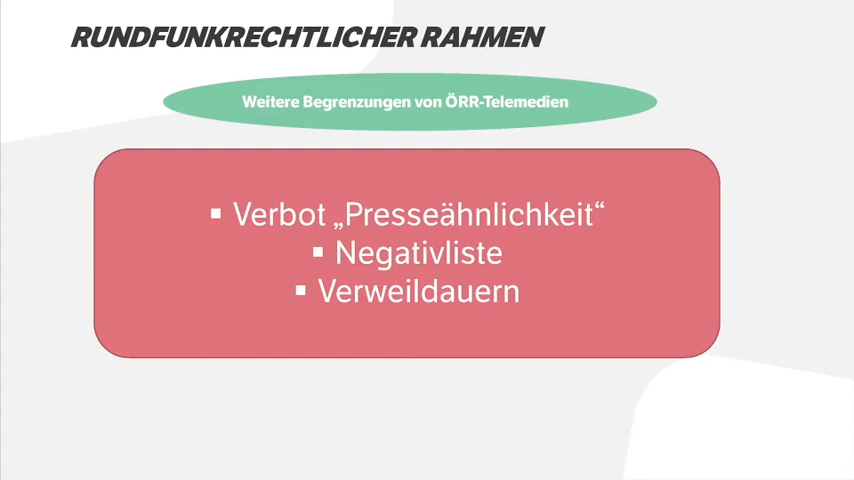 RUNDFUNKRECHTLICHER RAHMEN
Weitere Begrenzungen von ÖRR-Telemedien
▪ Verbot „Presseähnlichkeit“
▪ Negativliste
▪ Verweildauern